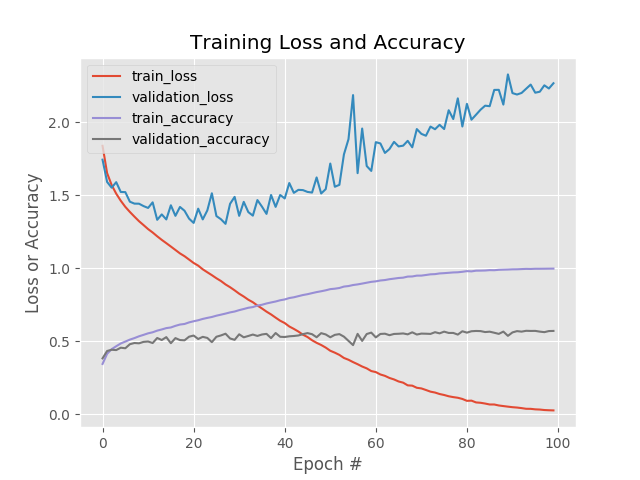 Training Loss and Accuracy
train_loss
validation_loss
train_accuracy
validation_accuracy
Loss or Accuracy
2.0
1.5
1.0
0.5
0.0
0
20
40
60
80
100
Epoch #